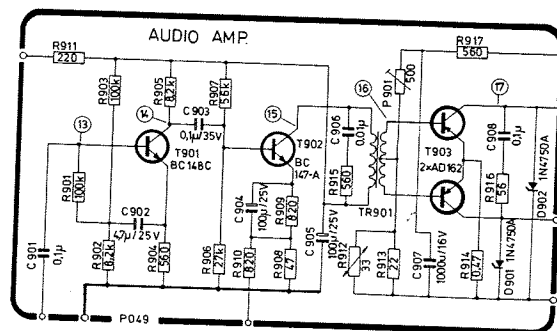 AUDIO AMP.
R911
220
R903
100k
R905
8,2k
R907
5,6k
P901
500
R917
560
13
14
15
16
17
C903
0,1µ/35V
T901
BC 148C
T902
BC
147-A
C906
0,01µ
R915
560
TR901
T903
2xAD162
C908
0,1µ
R916
56
1N4750A
D902
D901
1N4750A
R901
100k
C902
47µ/25V
C904
100µ/25V
R909
820
C905
100µ/25V
C901
0,1µ
R902
8,2k
R904
560
R906
27k
R910
820
R908
47
R912
33
R913
22
C907
1000µ/16V
R914
0,47
P049